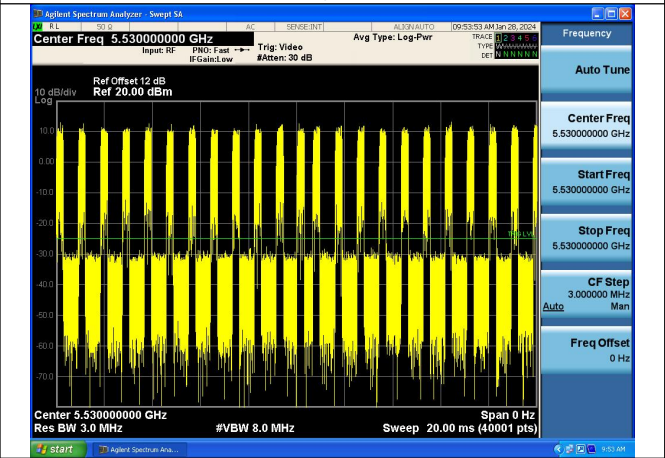 Agilent Spectrum Analyzer - Swept SA
RL 50 Ω AC SENSE:INT ALIGNAUTO 09:53:53 AM Jan 28, 2024
Center Freq 5.530000000 GHz Avg Type: Log-Pwr TRACE 1 2 3 4 5 6
Input: RF PNO: Fast Trig: Video TYPE
IFGain:Low #Atten: 30 dB DET N N N N N N
Frequency
Auto Tune
Ref Offset 12 dB
10 dB/div Ref 20.00 dBm
Log
10.0
0.00
-10.0
-20.0
TRIG LVL
-30.0
-40.0
-50.0
-60.0
-70.0
Center 5.530000000 GHz Span 0 Hz
Res BW 3.0 MHz #VBW 8.0 MHz Sweep 20.00 ms (40001 pts)
Center Freq
5.530000000 GHz
Start Freq
5.530000000 GHz
Stop Freq
5.530000000 GHz
CF Step
3.000000 MHz
Auto Man
Freq Offset
0 Hz
start Agilent Spectrum Ana... 9:53 AM